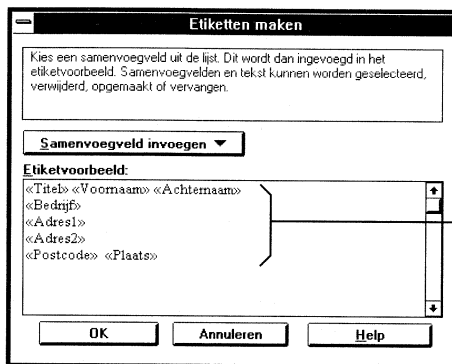 Etiketten maken
Kies een samenvoegveld uit de lijst. Dit wordt dan ingevoegd in het
etiketvoorbeeld. Samenvoegvelden en tekst kunnen worden geselecteerd,
verwijderd, opgemaakt of vervangen.
Samenvoegveld invoegen
Etiketvoorbeeld:
«Titel» «Voornaam» «Achternaam»
«Bedrijf»
«Adres1»
«Adres2»
«Postcode» «Plaats»
OK Annuleren Help